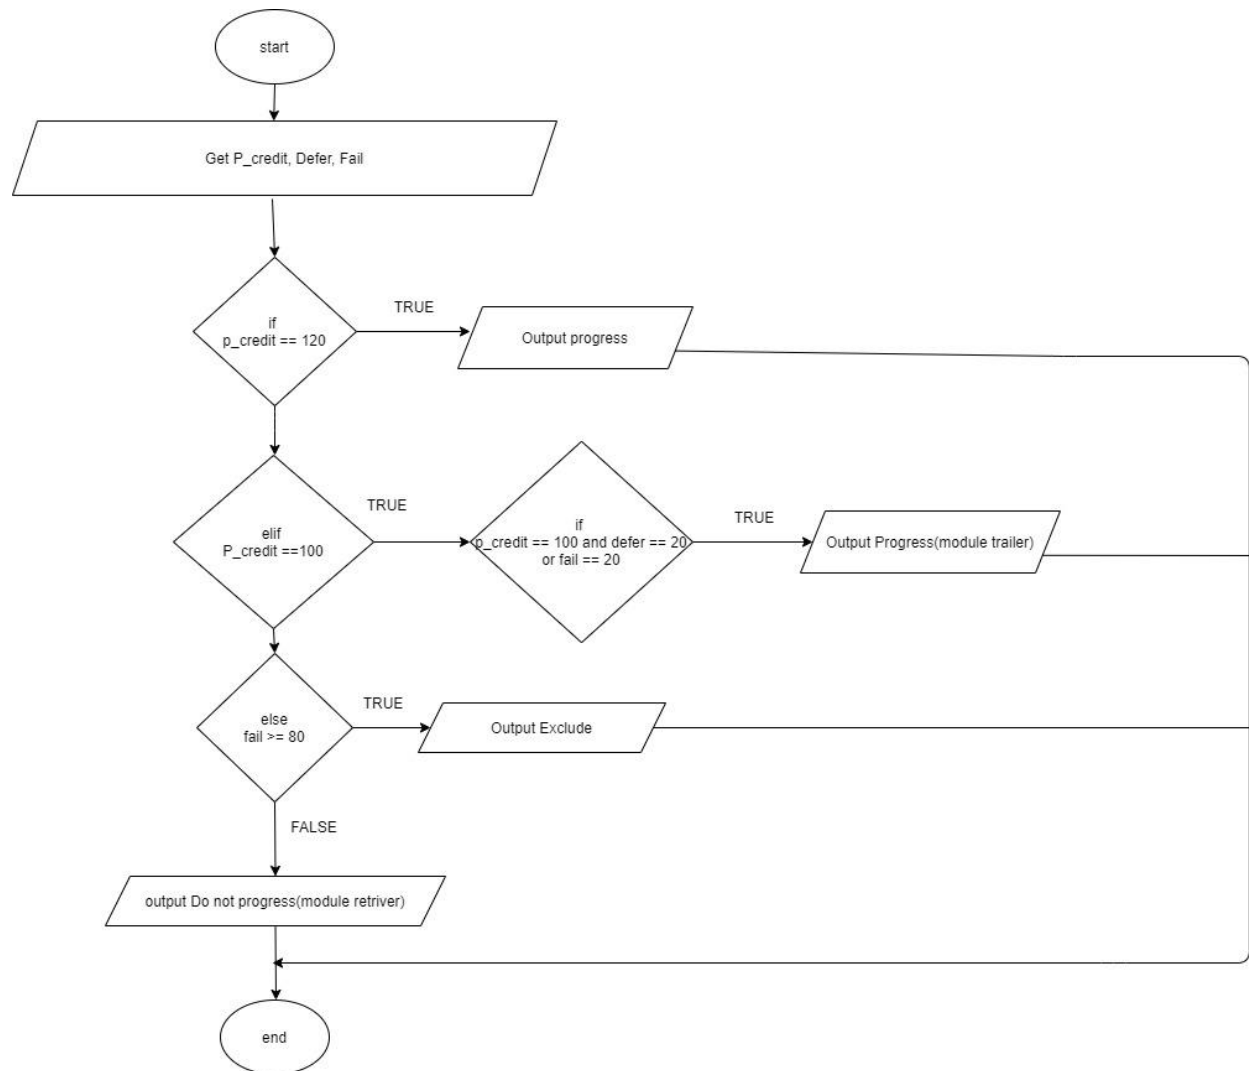 start
Get P_credit, Defer, Fail
if
p_credit == 120
TRUE
Output progress
elif
P_credit ==100
TRUE
if
p_credit == 100 and defer == 20
or fail == 20
TRUE
Output Progress(module trailer)
else
fail >= 80
TRUE
Output Exclude
FALSE
output Do not progress(module retriver)
end